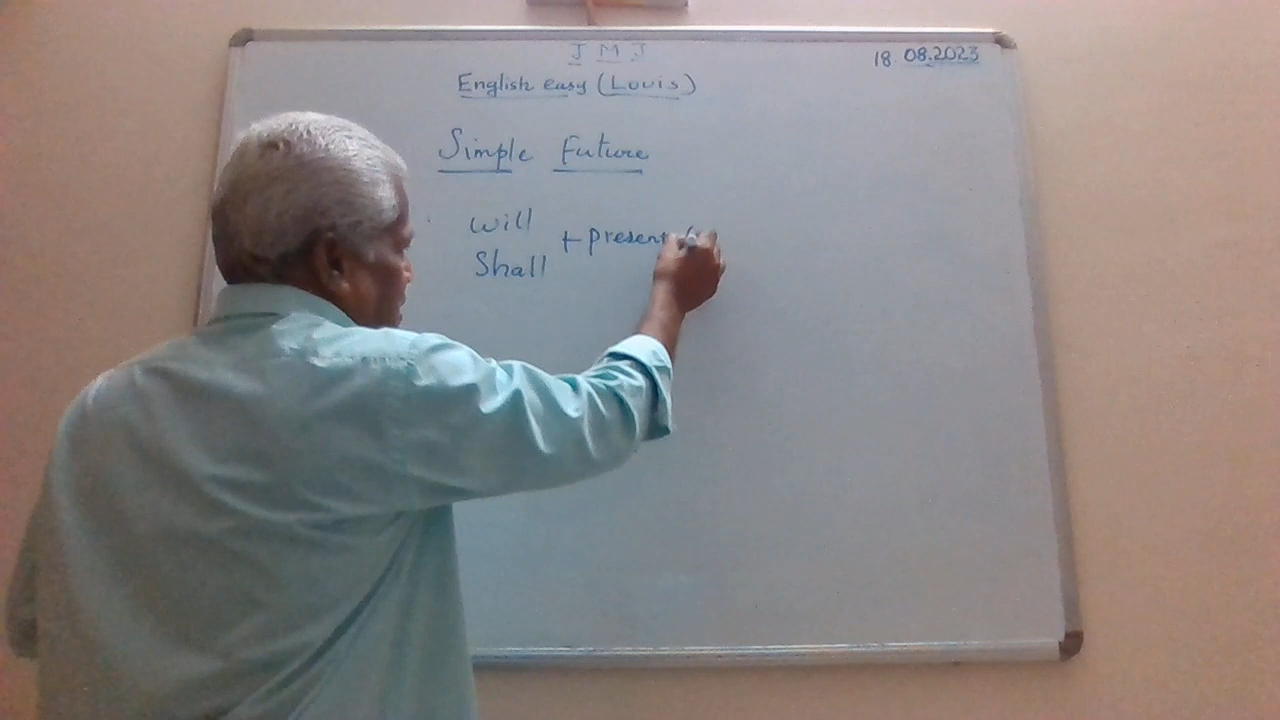 J M J
18.08.2023
English easy (Louis)
Simple Future
will
Shall
+ present